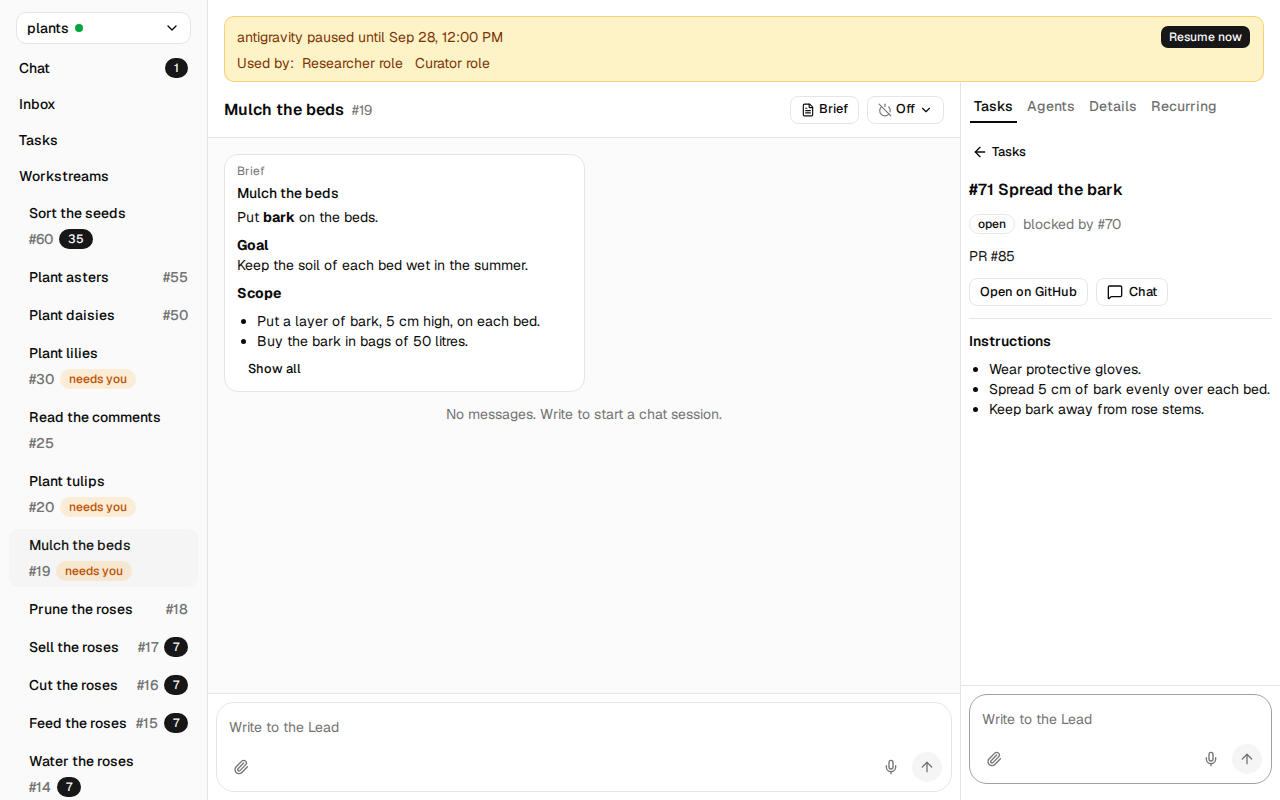 plants
Chat 1
Inbox
Tasks
Workstreams
Sort the seeds
#60 35
Plant asters #55
Plant daisies #50
Plant lilies
#30 needs you
Read the comments
#25
Plant tulips
#20 needs you
Mulch the beds
#19 needs you
Prune the roses #18
Sell the roses #17 7
Cut the roses #16 7
Feed the roses #15 7
Water the roses
#14 7
antigravity paused until Sep 28, 12:00 PM
Resume now
Used by: Researcher role Curator role
Mulch the beds #19
Brief
Off
Brief
Mulch the beds
Put bark on the beds.
Goal
Keep the soil of each bed wet in the summer.
Scope
• Put a layer of bark, 5 cm high, on each bed.
• Buy the bark in bags of 50 litres.
Show all
No messages. Write to start a chat session.
Write to the Lead
Tasks Agents Details Recurring
Tasks
#71 Spread the bark
open blocked by #70
PR #85
Open on GitHub Chat
Instructions
• Wear protective gloves.
• Spread 5 cm of bark evenly over each bed.
• Keep bark away from rose stems.
Write to the Lead